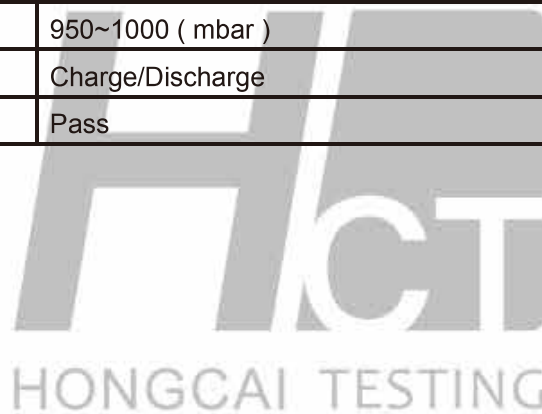 950~1000 ( mbar )
Charge/Discharge
Pass
HCT
HONGCAI TESTING